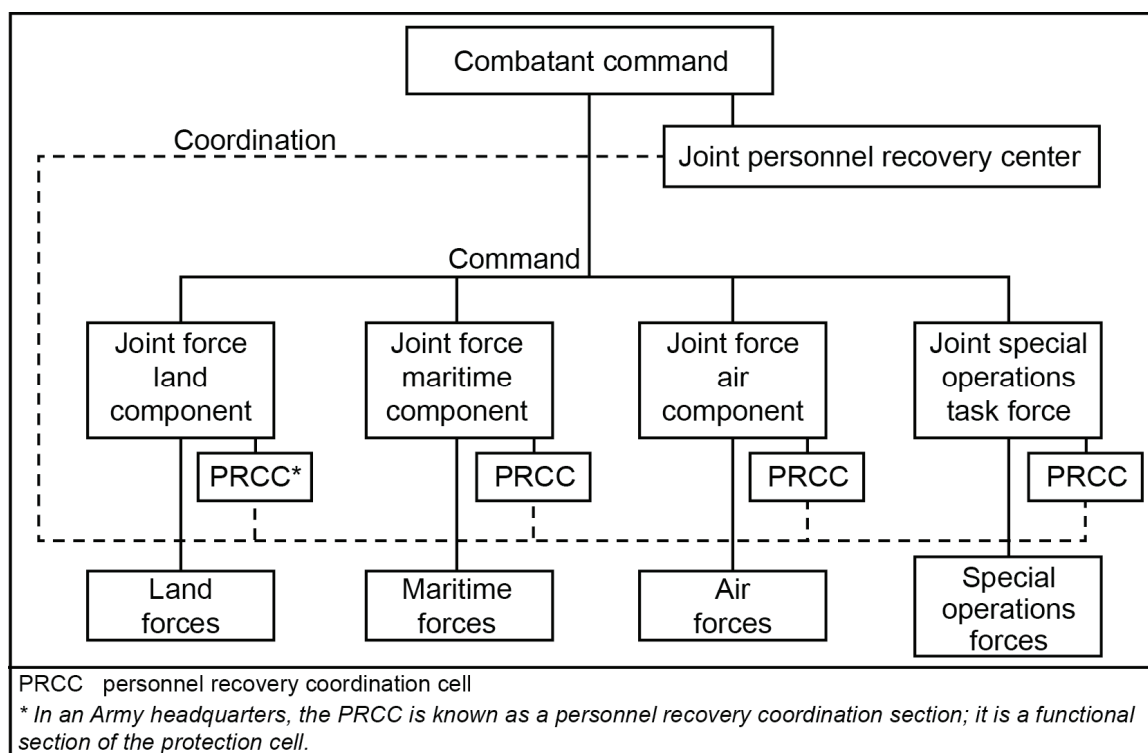 Combatant command
Coordination
Joint personnel recovery center
Command
Joint force
land
component
Joint force
maritime
component
Joint force
air
component
Joint special
operations
task force
PRCC*
PRCC
PRCC
PRCC
Land
forces
Maritime
forces
Air
forces
Special
operations
forces
PRCC personnel recovery coordination cell
* In an Army headquarters, the PRCC is known as a personnel recovery coordination section; it is a functional
section of the protection cell.